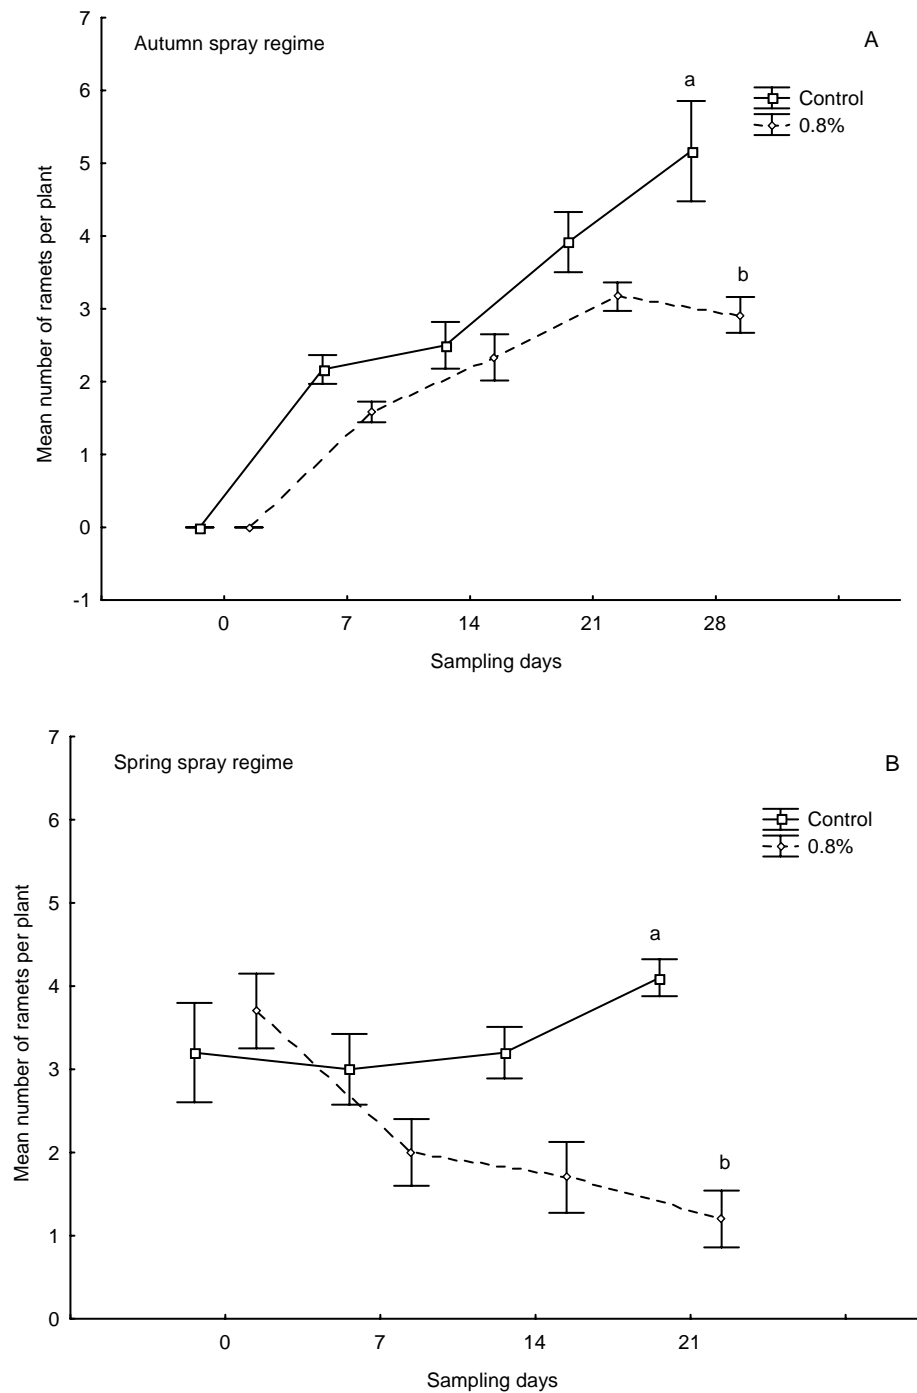 7
Autumn spray regime
A
6
a
Control
0.8%
5
4
b
3
2
1
0
-1
Mean number of ramets per plant
0 7 14 21 28
Sampling days
7
Spring spray regime
B
6
Control
0.8%
5
a
4
3
2
b
1
0
Mean number of ramets per plant
0 7 14 21
Sampling days